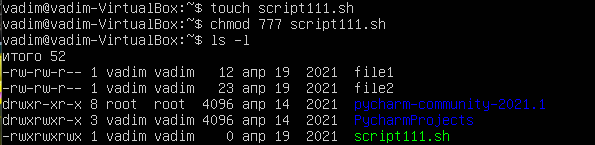 vadim@vadim-VirtualBox:~$ touch script111.sh
vadim@vadim-VirtualBox:~$ chmod 777 script111.sh
vadim@vadim-VirtualBox:~$ ls -l
итого 52
-rw-rw-r-- 1 vadim vadim 12 апр 19 2021 file1
-rw-rw-r-- 1 vadim vadim 23 апр 19 2021 file2
drwxr-xr-x 8 root root 4096 апр 14 2021 pycharm-community-2021.1
drwxrwxr-x 3 vadim vadim 4096 апр 14 2021 PycharmProjects
-rwxrwxrwx 1 vadim vadim 0 апр 19 2021 script111.sh